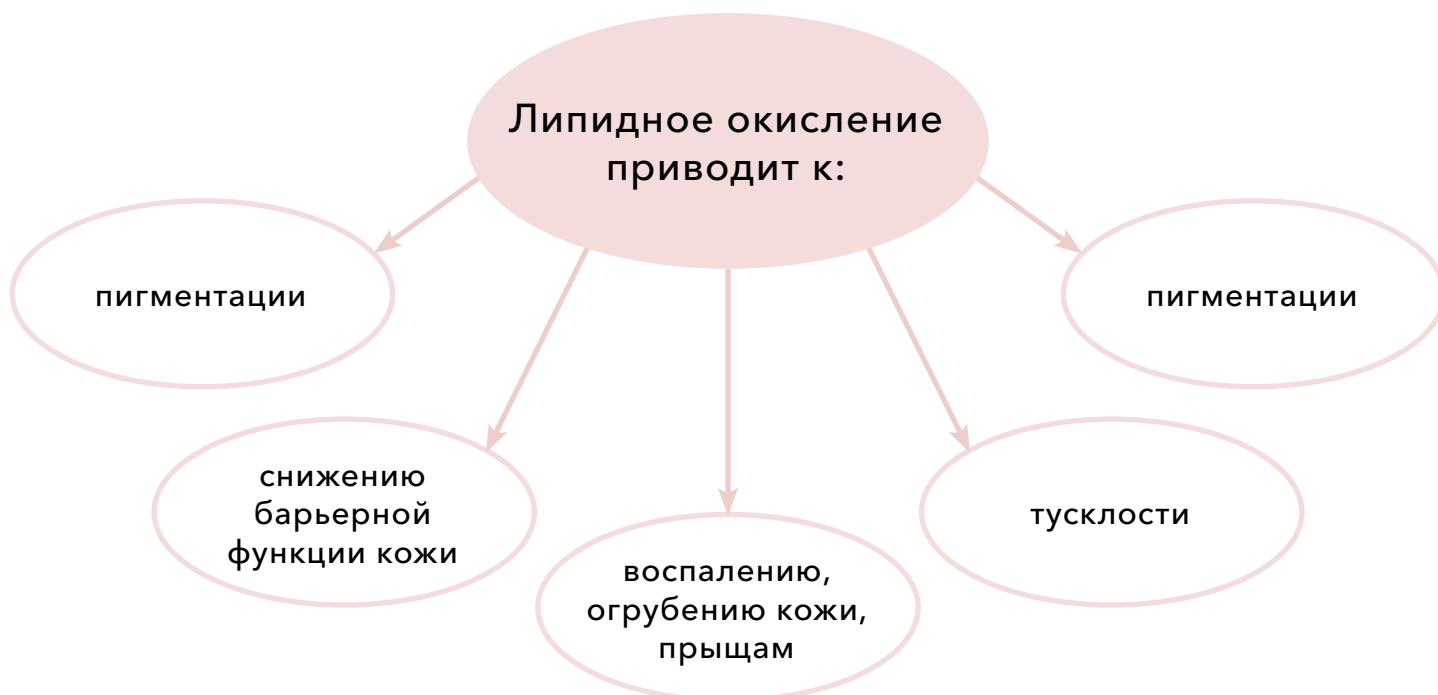 Липидное окисление
приводит к:
пигментации
пигментации
снижению
барьерной
функции кожи
тусклости
воспалению,
огрубению кожи,
прыщам